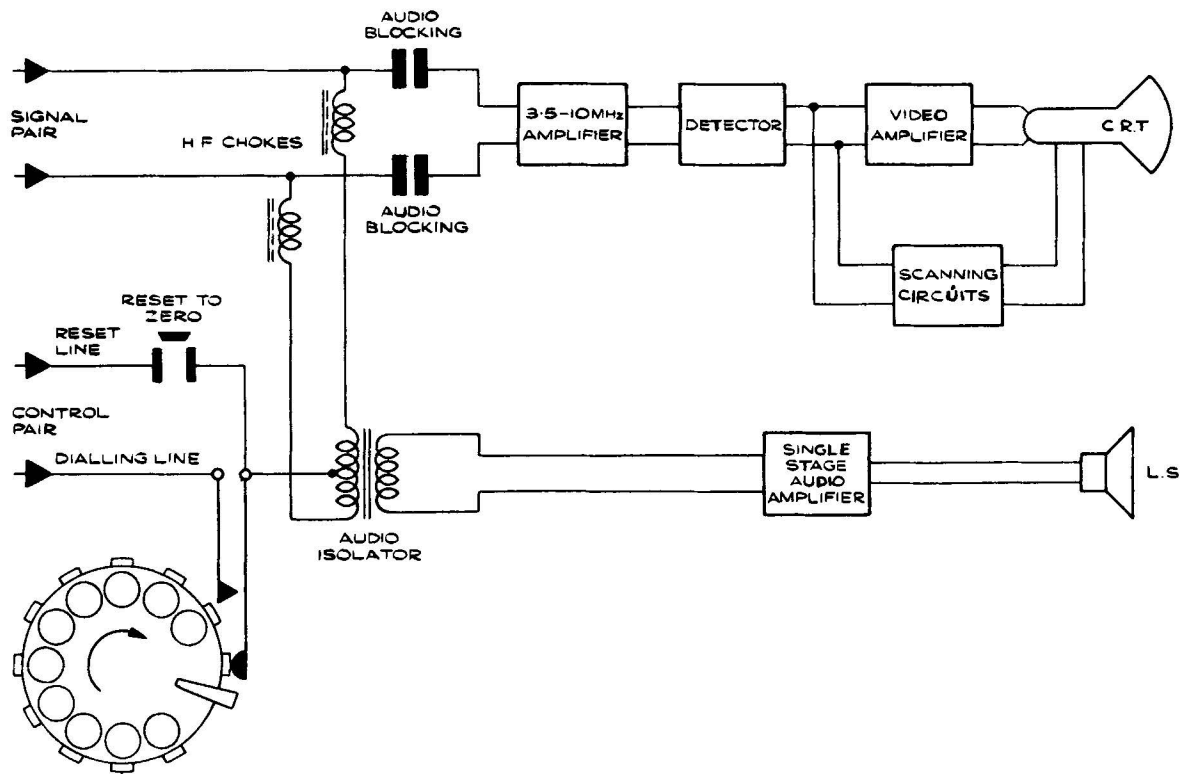 AUDIO
BLOCKING
SIGNAL
PAIR
H F CHOKES
AUDIO
BLOCKING
3·5-10MHz
AMPLIFIER
DETECTOR
VIDEO
AMPLIFIER
C R.T
SCANNING
CIRCUITS
RESET TO
ZERO
RESET
LINE
CONTROL
PAIR
DIALLING LINE
AUDIO
ISOLATOR
SINGLE
STAGE
AUDIO
AMPLIFIER
L.S